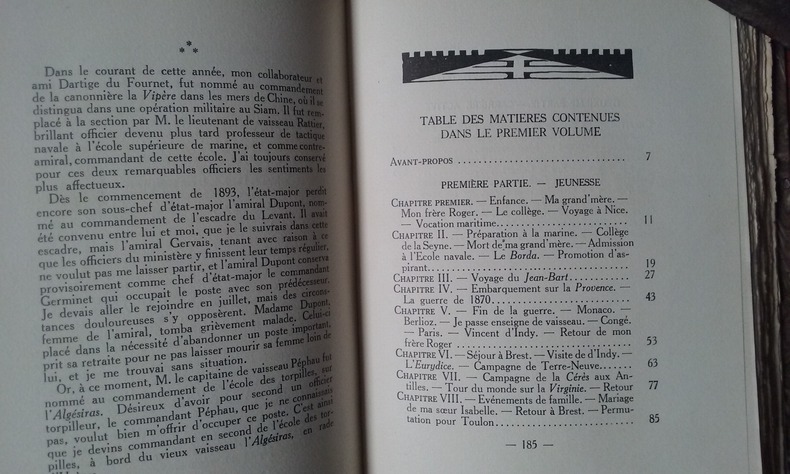 * * *
Dans le courant de cette année, mon collaborateur et
ami Dartige du Fournet, fut nommé au commandement
de la canonnière la Vipère dans les mers de Chine, où il se
distingua dans une opération militaire au Siam. Il fut rem-
placé à la section par M. le lieutenant de vaisseau Rattier,
brillant officier devenu plus tard professeur de tactique
navale à l'école supérieure de marine, et comme contre-
amiral, commandant de cette école. J'ai toujours conservé
pour ces deux remarquables officiers les sentiments les
plus affectueux.
Dès le commencement de 1893, l'état-major perdit
encore son sous-chef d'état-major l'amiral Dupont, nom-
mé au commandement de l'escadre du Levant. Il avait
été convenu entre lui et moi, que je le suivrais dans cette
escadre, mais l'amiral Gervais, tenant avec raison à ce
que les officiers du ministère y finissent leur temps régulier,
ne voulut pas me laisser partir, et l'amiral Dupont conserva
provisoirement comme chef d'état-major le commandant
Germinet qui occupait le poste avec son prédécesseur.
Je devais aller le rejoindre en juillet, mais des circons-
tances douloureuses s'y opposèrent. Madame Dupont,
femme de l'amiral, tomba grièvement malade. Celui-ci
placé dans la nécessité d'abandonner un poste important,
prit sa retraite pour ne pas laisser mourir sa femme loin de
lui, et je me trouvai sans situation.
Or, à ce moment, M. le capitaine de vaisseau Péphau fut
nommé au commandement de l'école des torpilles, sur
l'Algésiras. Désireux d'avoir pour second un officier
torpilleur, le commandant Péphau, que je ne connaissais
pas, voulut bien m'offrir d'occuper ce poste. C'est ainsi
que je devins commandant en second de l'école des tor-
pilles, à bord du vieux vaisseau l'Algésiras, en rade
TABLE DES MATIERES CONTENUES
DANS LE PREMIER VOLUME
AVANT-PROPOS ........ 7
PREMIÈRE PARTIE. — JEUNESSE
CHAPITRE PREMIER. — Enfance. — Ma grand'mère. —
Mon frère Roger. — Le collège. — Voyage à Nice.
— Vocation maritime ........ 11
CHAPITRE II. — Préparation à la marine. — Collège
de la Seyne. — Mort de ma grand'mère. — Admission
à l'Ecole navale. — Le Borda. — Promotion d'as-
pirant ........ 19
CHAPITRE III. — Voyage du Jean-Bart ........ 27
CHAPITRE IV. — Embarquement sur la Provence. —
La guerre de 1870 ........ 43
CHAPITRE V. — Fin de la guerre. — Monaco. —
Berlioz. — Je passe enseigne de vaisseau. — Congé.
— Paris. — Vincent d'Indy. — Retour de mon
frère Roger ........ 53
CHAPITRE VI. — Séjour à Brest. — Visite de d'Indy. —
L'Eurydice. — Campagne de Terre-Neuve ........ 63
CHAPITRE VII. — Campagne de la Cérès aux An-
tilles. — Tour du monde sur la Virginie. — Retour 77
CHAPITRE VIII. — Evénements de famille. — Mariage
de ma sœur Isabelle. — Retour à Brest. — Permu-
tation pour Toulon ........ 85
— 185 —